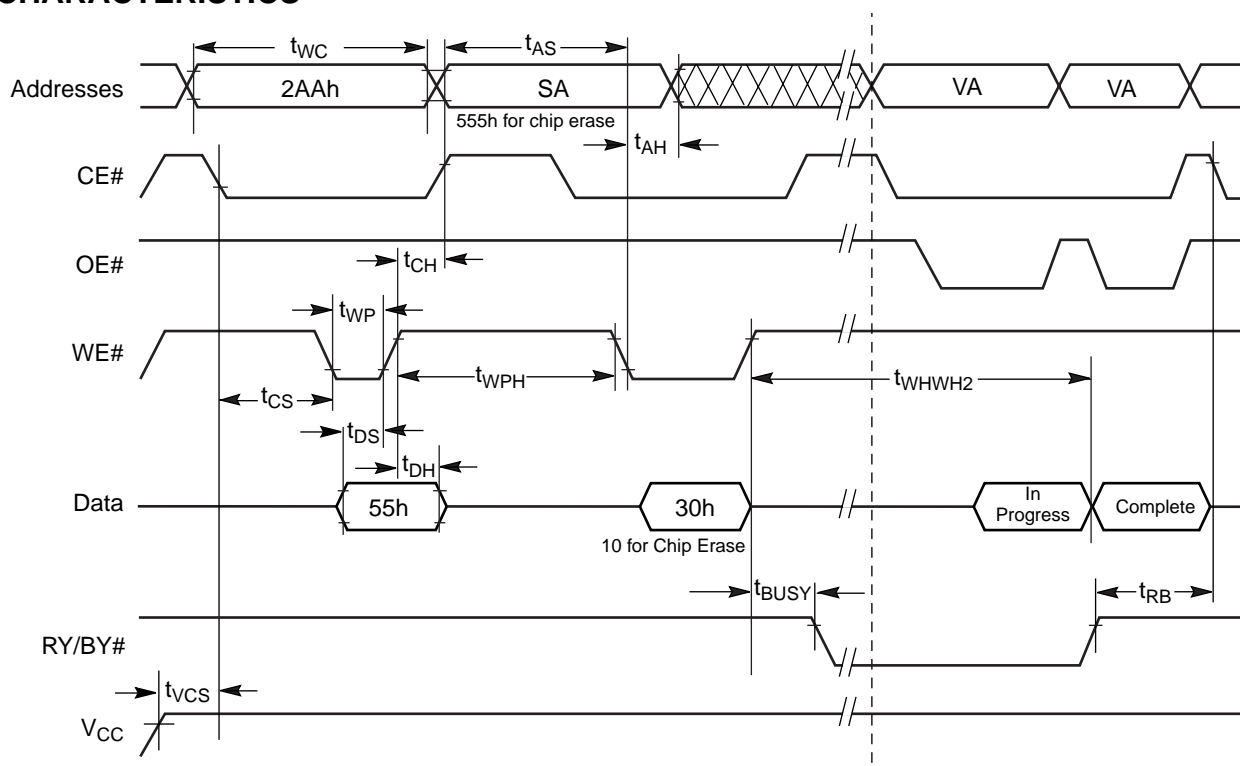 CHARACTERISTICS
tWC
tAS
Addresses
2AAh
SA
VA
VA
555h for chip erase
tAH
CE#
OE#
tCH
tWP
WE#
tWPH
tWHWH2
tCS
tDS
tDH
Data
55h
30h
In
Progress
Complete
10 for Chip Erase
tBUSY
tRB
RY/BY#
tVCS
VCC